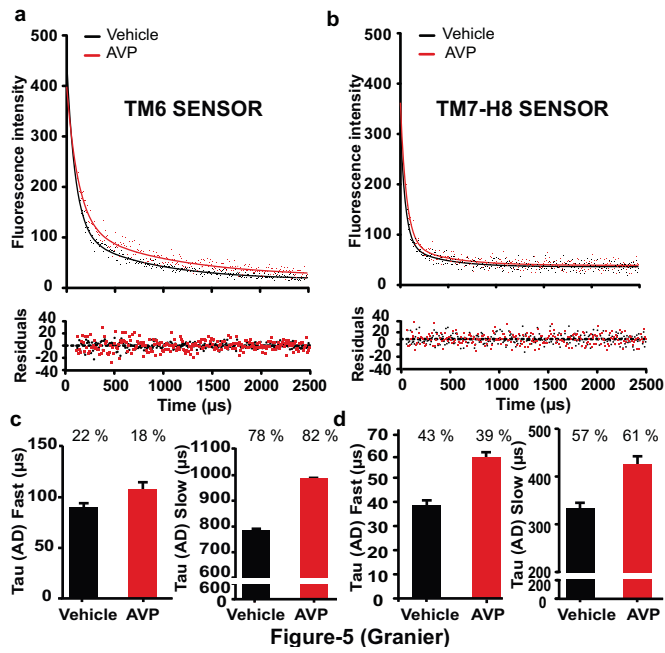 a
Vehicle
AVP
TM6 SENSOR
Fluorescence intensity
500
400
300
200
100
0
Residuals
40
20
0
-20
-40
0 500 1000 1500 2000 2500
Time (µs)
b
Vehicle
AVP
TM7-H8 SENSOR
Fluorescence intensity
500
400
300
200
100
0
Residuals
40
20
0
-20
-40
0 500 1000 1500 2000 2500
Time (µs)
c
22 % 18 %
Tau (AD) Fast (µs)
150
100
50
0
Vehicle AVP
78 % 82 %
Tau (AD) Slow (µs)
1100
1000
900
800
700
600
600
0
Vehicle AVP
d
43 % 39 %
Tau (AD) Fast (µs)
70
60
50
40
30
20
10
0
Vehicle AVP
57 % 61 %
Tau (AD) Slow (µs)
500
400
300
200
200
0
Vehicle AVP
Figure-5 (Granier)